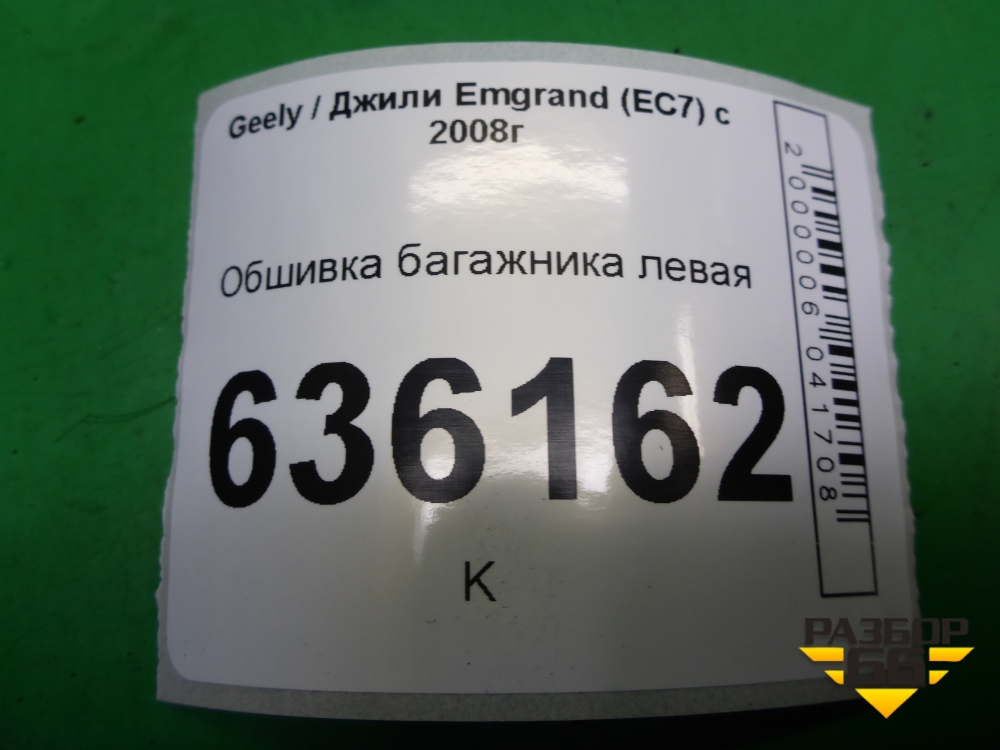 Geely / Джили Emgrand (EC7) с
2008г
Обшивка багажника левая
636162
К
2000006041708
РАЗБОР
66